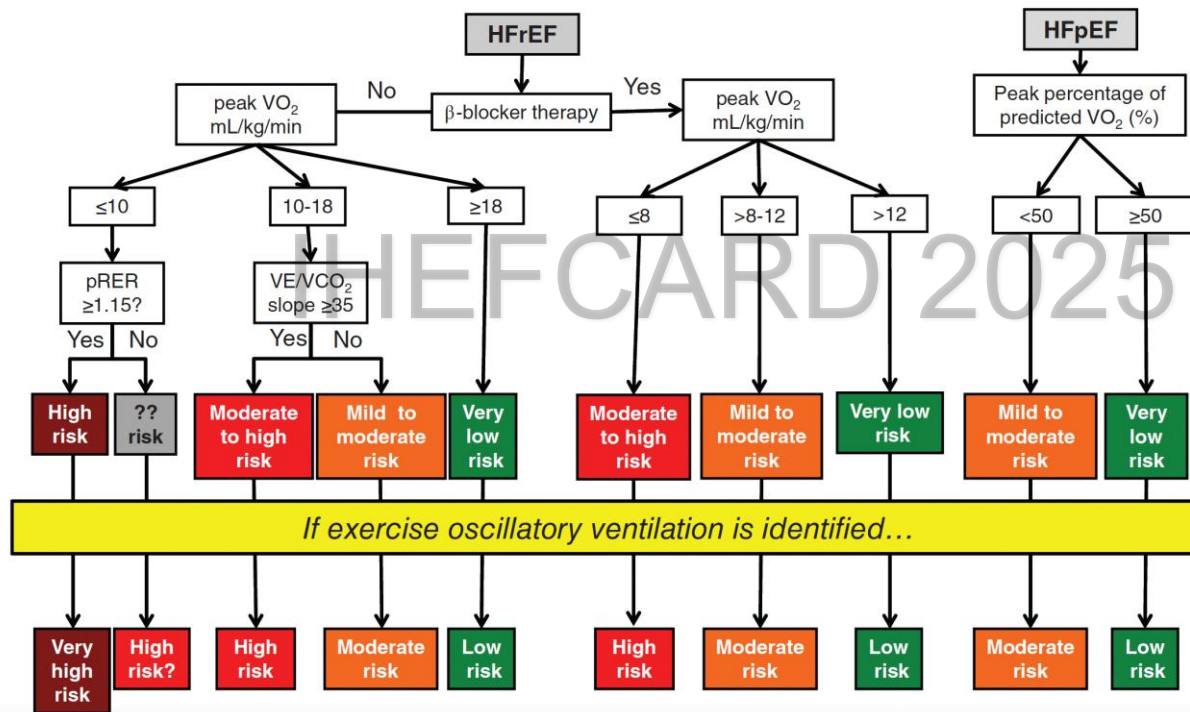 HFrEF
HFpEF
No
β-blocker therapy
Yes
peak VO₂
mL/kg/min
peak VO₂
mL/kg/min
Peak percentage of
predicted VO₂ (%)
≤10
10-18
≥18
≤8
>8-12
>12
<50
≥50
IHEFCARD 2025
pRER
≥1.15?
VE/VCO₂
slope ≥35
Yes
No
Yes
No
High
risk
??
risk
Moderate
to high
risk
Mild to
moderate
risk
Very
low
risk
Moderate
to high
risk
Mild to
moderate
risk
Very low
risk
Mild to
moderate
risk
Very
low
risk
If exercise oscillatory ventilation is identified...
Very
high
risk
High
risk?
High
risk
Moderate
risk
Low
risk
High
risk
Moderate
risk
Low
risk
Moderate
risk
Low
risk